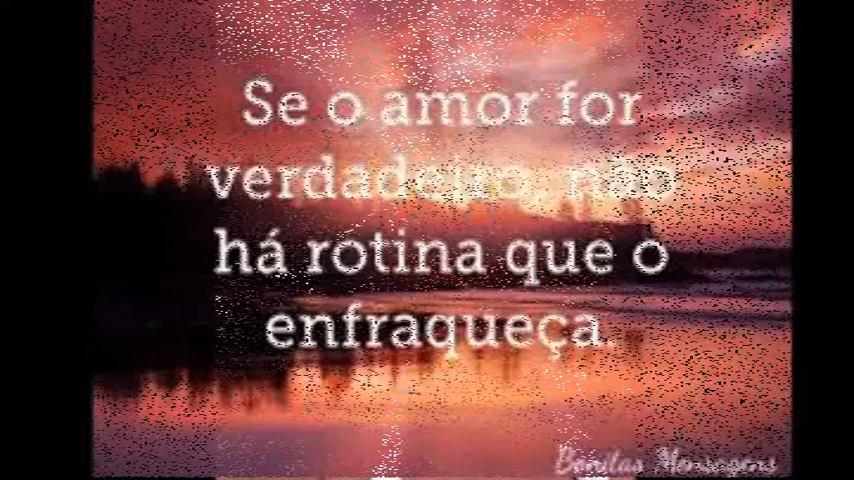 Se o amor for
verdadeiro, não
há rotina que o
enfraqueça.
Bonitas Mensagens